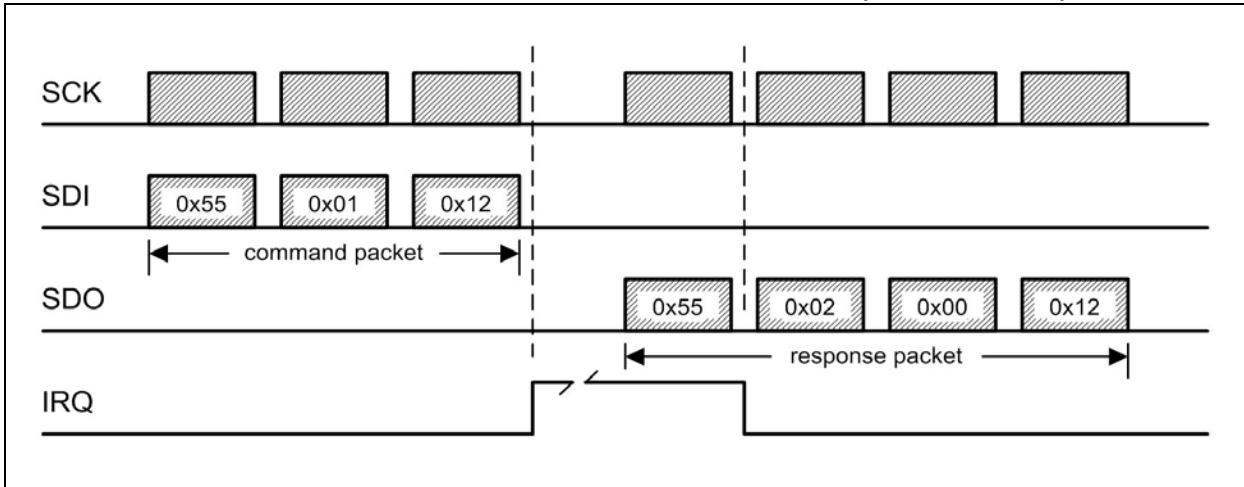 SCK
SDI
0x55 0x01 0x12
command packet
SDO
0x55 0x02 0x00 0x12
response packet
IRQ